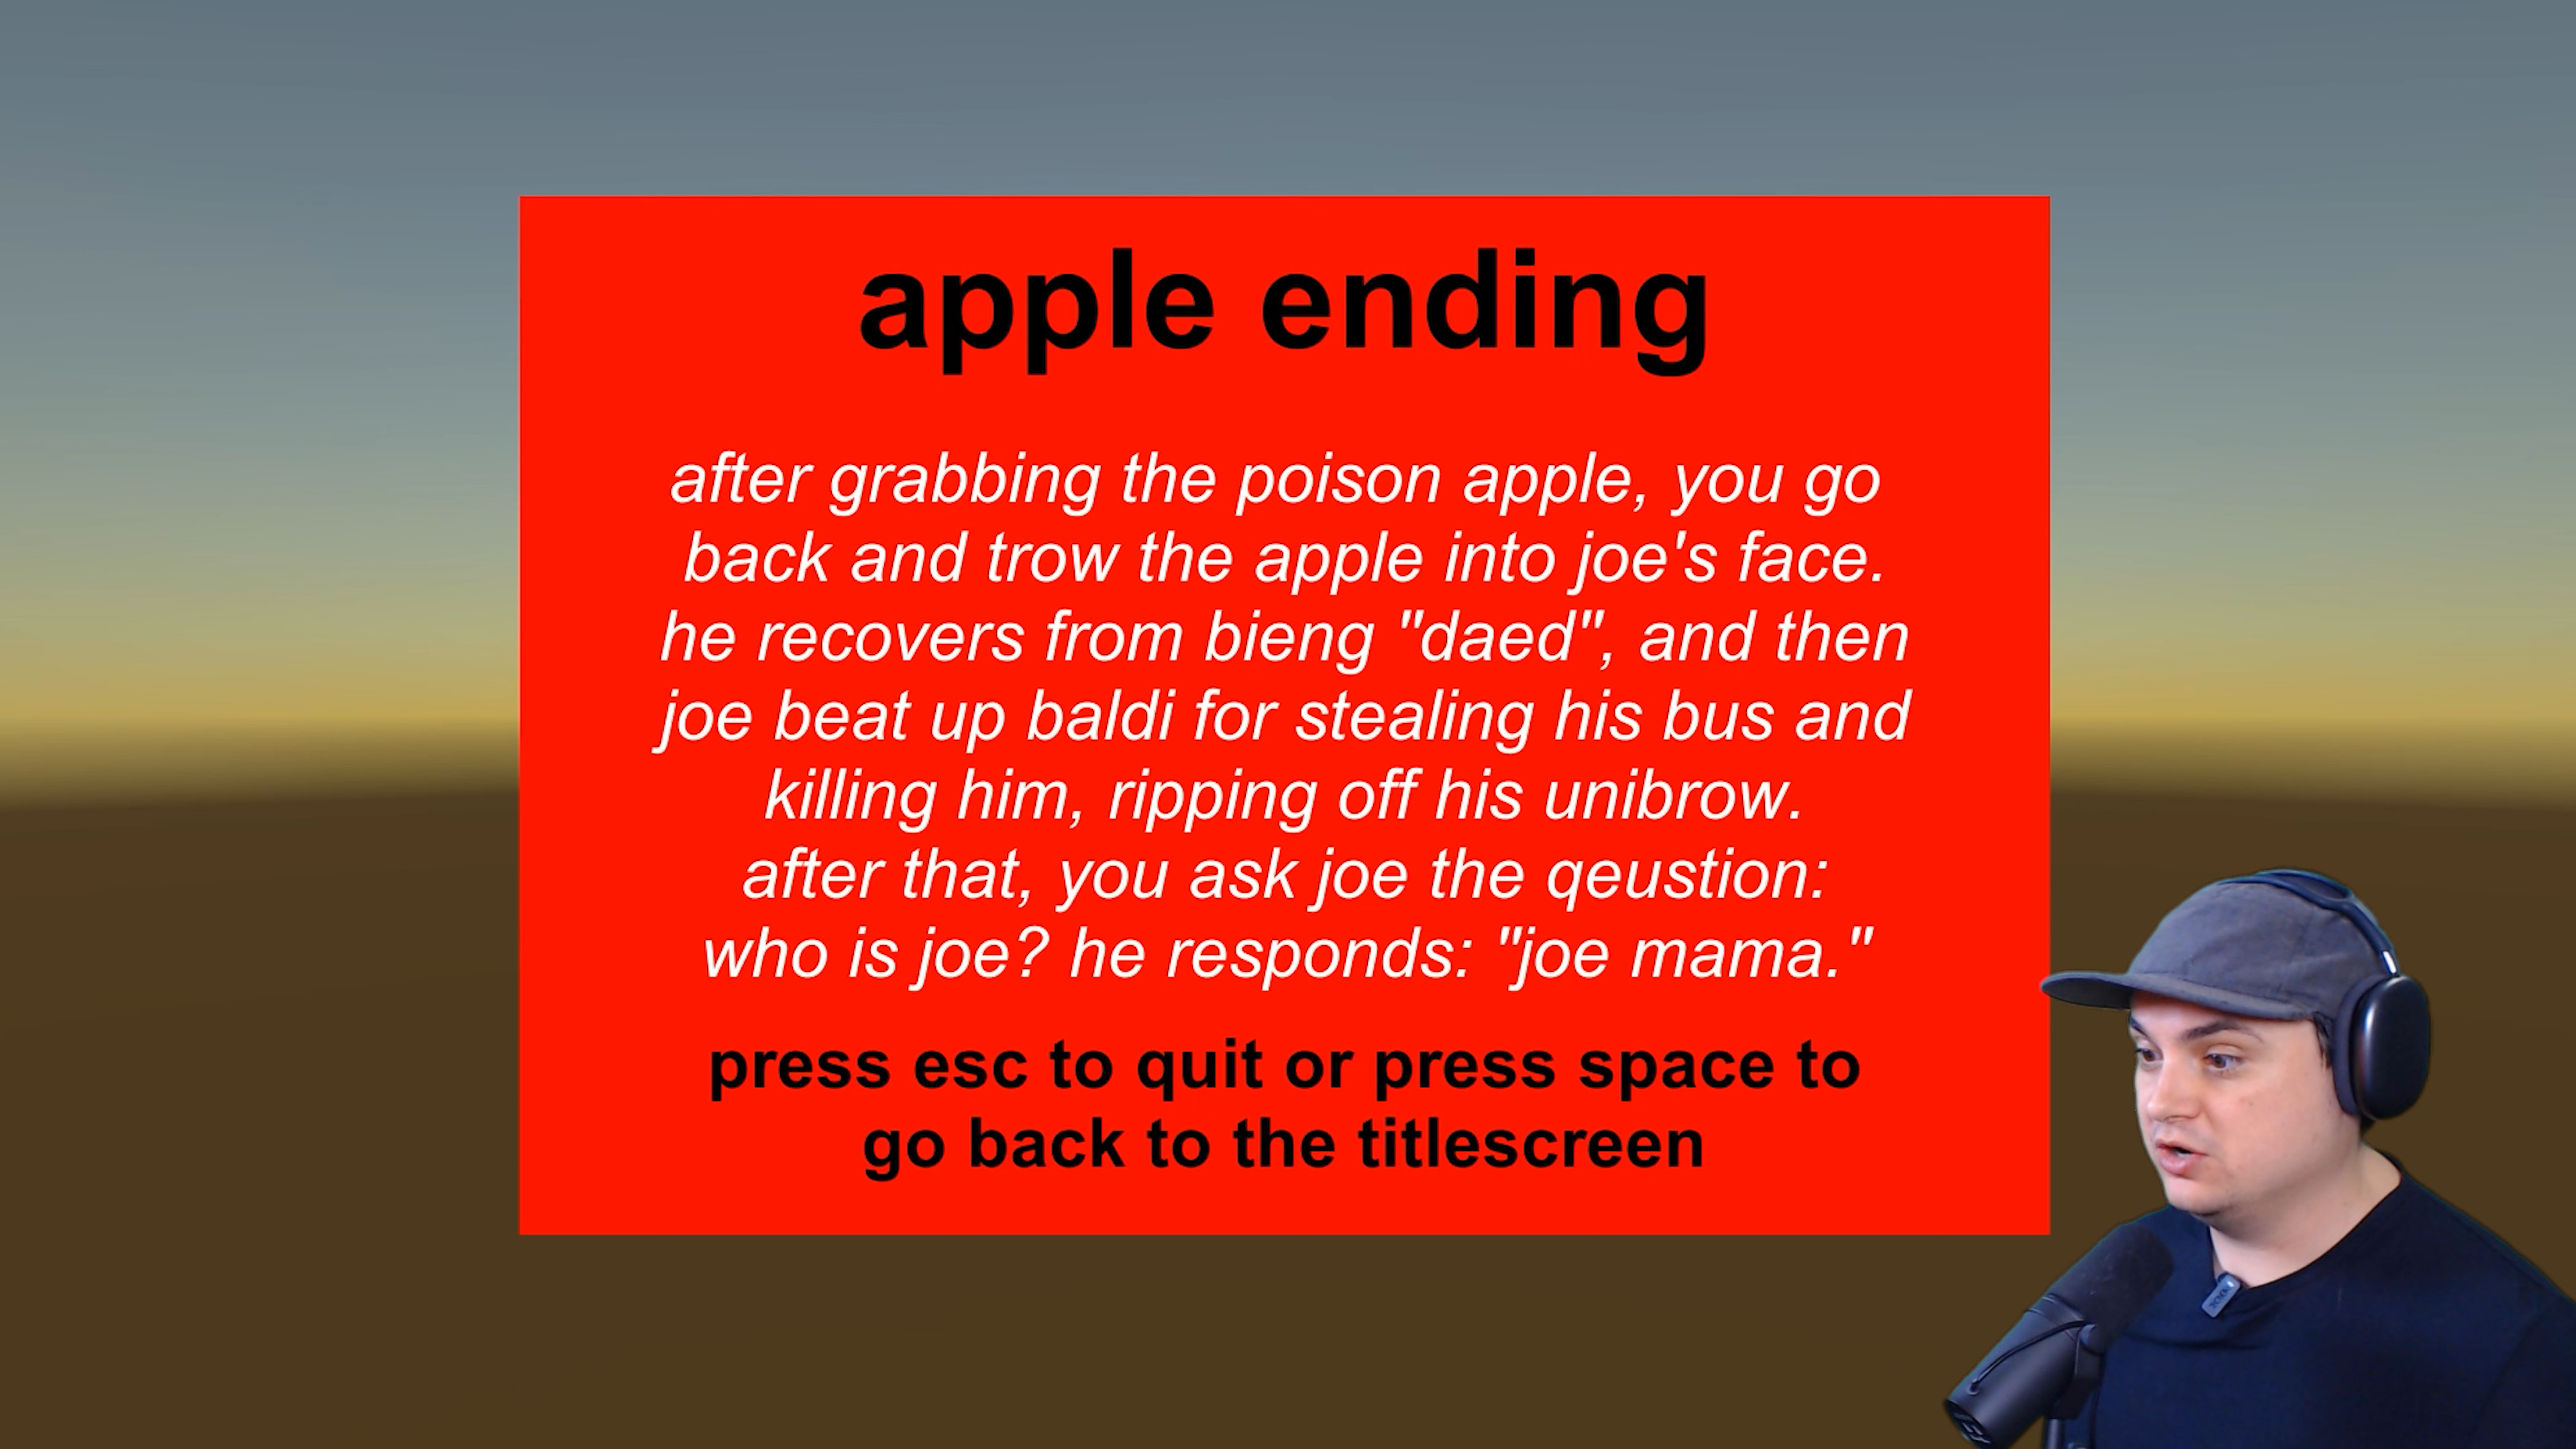 apple ending
after grabbing the poison apple, you go
back and trow the apple into joe's face.
he recovers from bieng "daed", and then
joe beat up baldi for stealing his bus and
killing him, ripping off his unibrow.
after that, you ask joe the qeustion:
who is joe? he responds: "joe mama."
press esc to quit or press space to
go back to the titlescreen